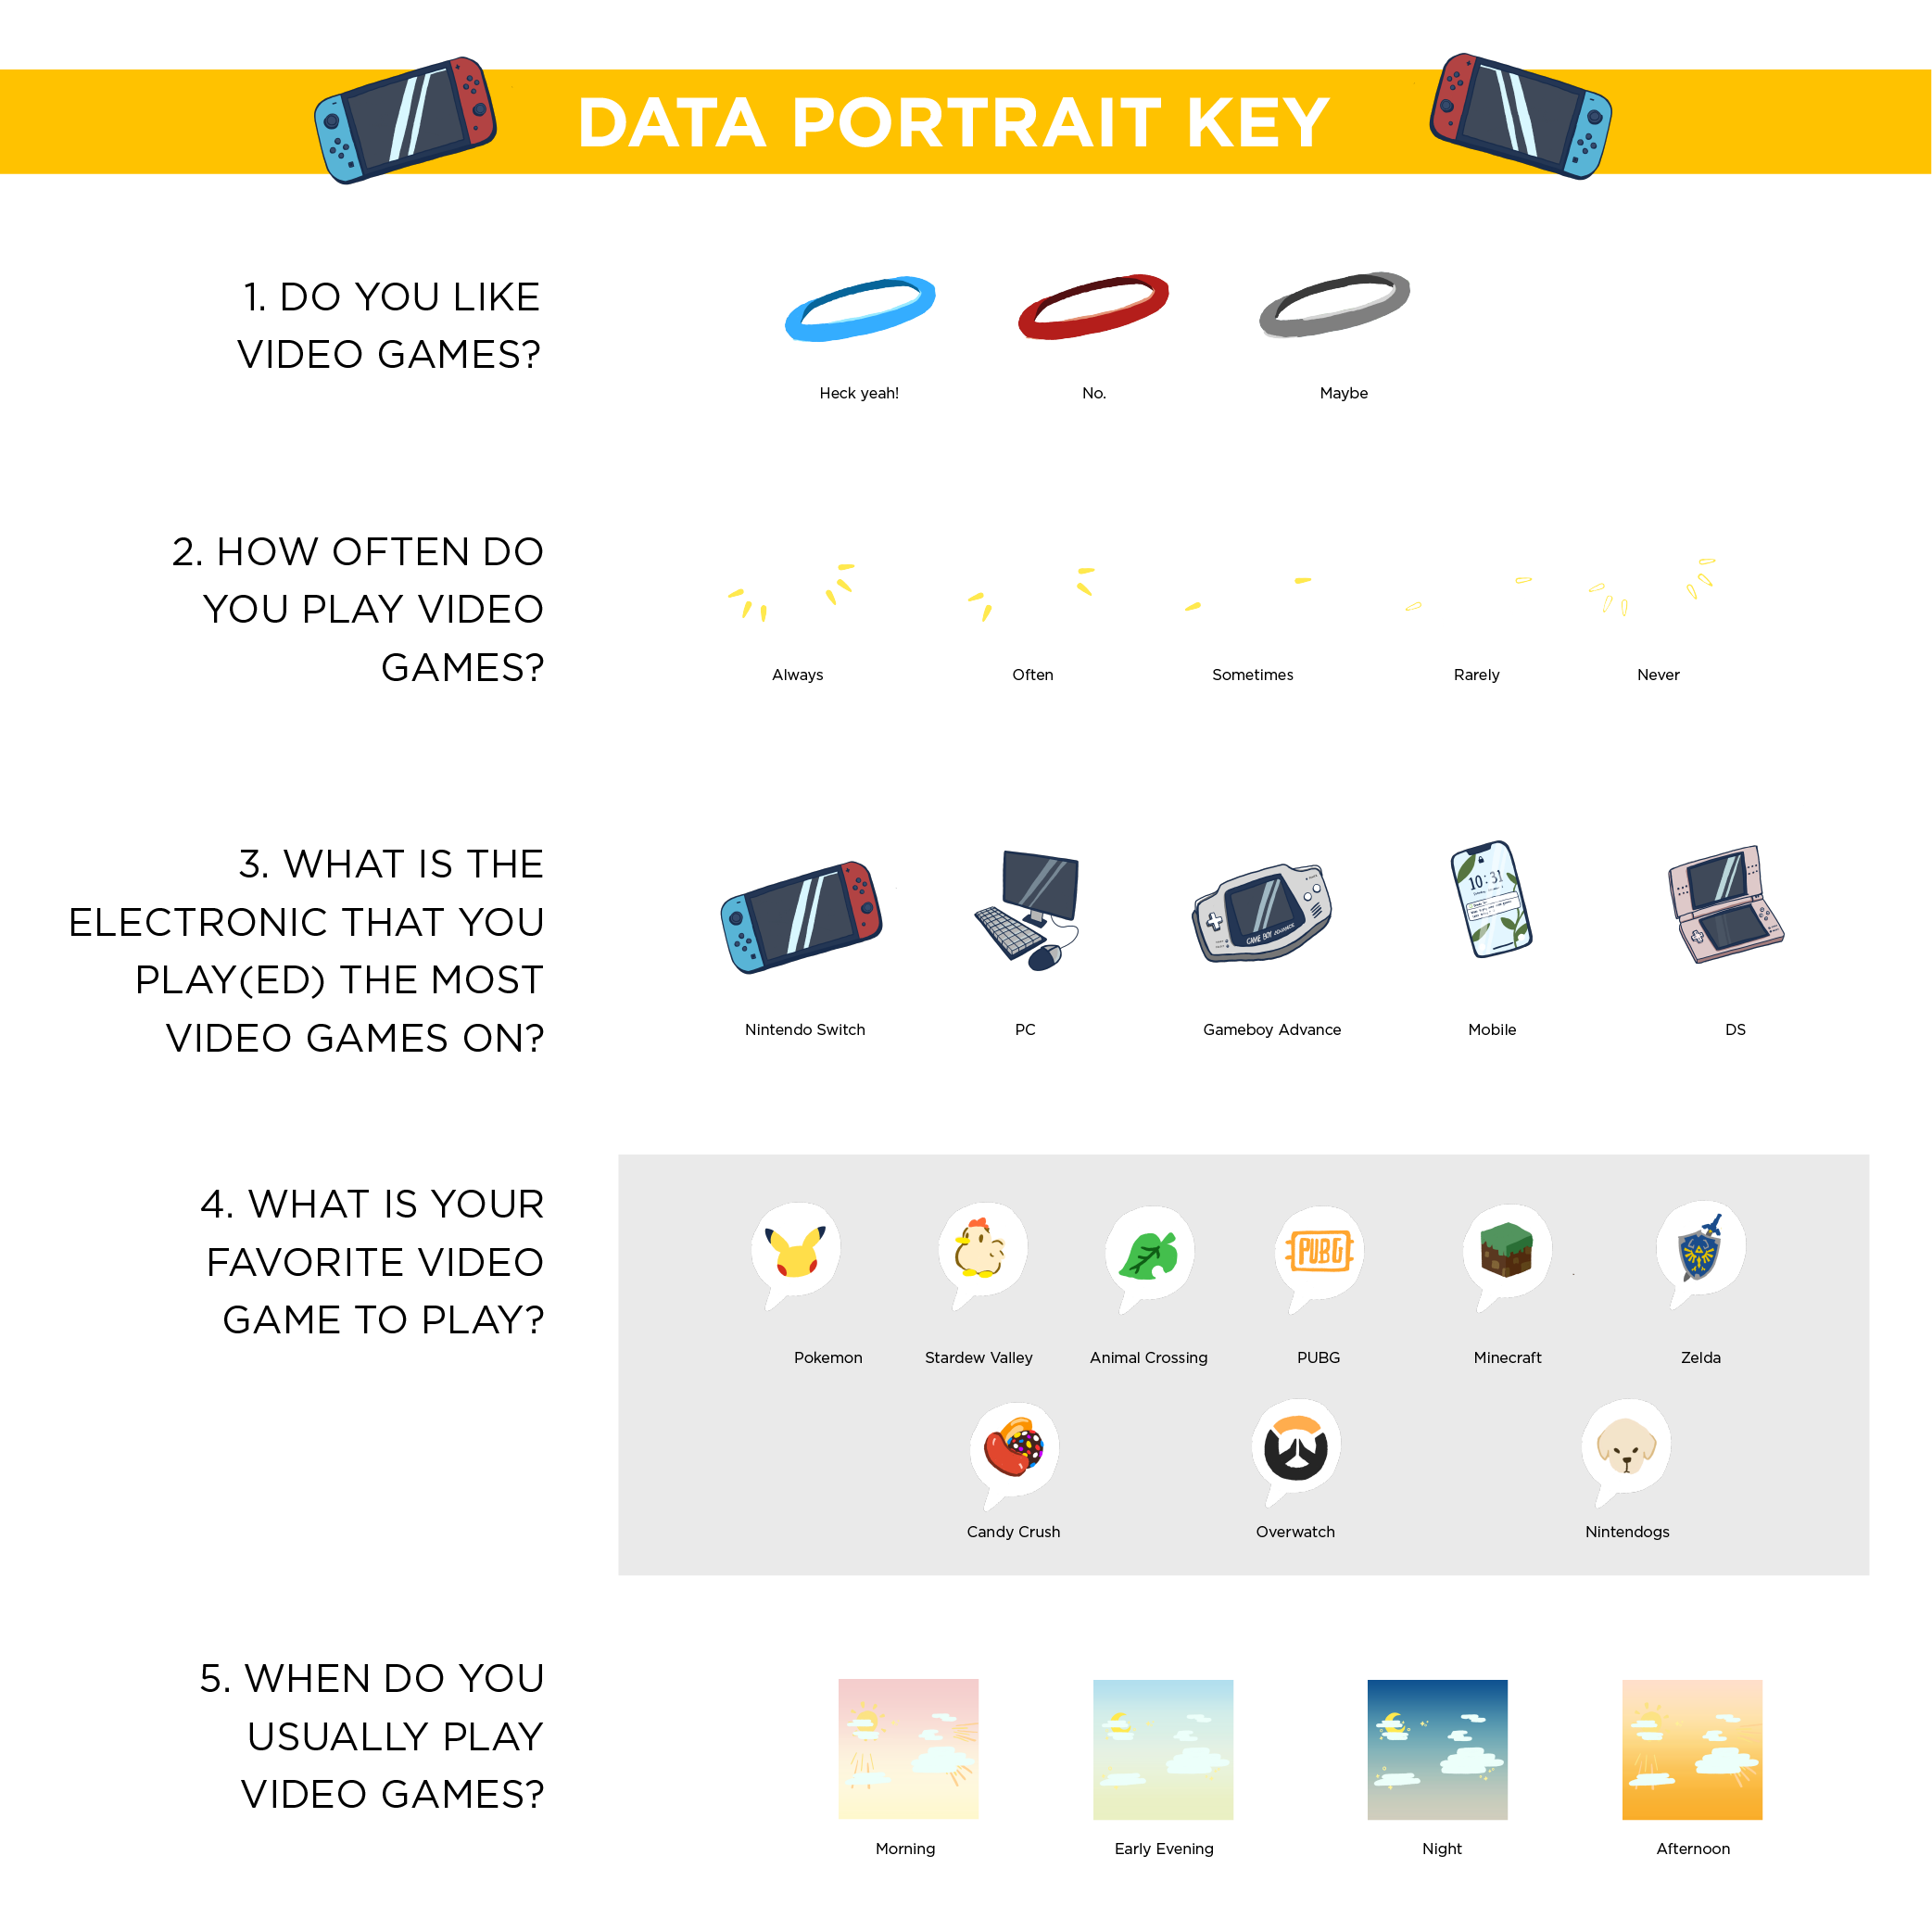 DATA PORTRAIT KEY
1. DO YOU LIKE
VIDEO GAMES?
Heck yeah!
No.
Maybe
2. HOW OFTEN DO
YOU PLAY VIDEO
GAMES?
Always
Often
Sometimes
Rarely
Never
3. WHAT IS THE
ELECTRONIC THAT YOU
PLAY(ED) THE MOST
VIDEO GAMES ON?
GAME BOY ADVANCE
10:31
Nintendo Switch
PC
Gameboy Advance
Mobile
DS
4. WHAT IS YOUR
FAVORITE VIDEO
GAME TO PLAY?
PUBG
Pokemon
Stardew Valley
Animal Crossing
PUBG
Minecraft
Zelda
Candy Crush
Overwatch
Nintendogs
5. WHEN DO YOU
USUALLY PLAY
VIDEO GAMES?
Morning
Early Evening
Night
Afternoon